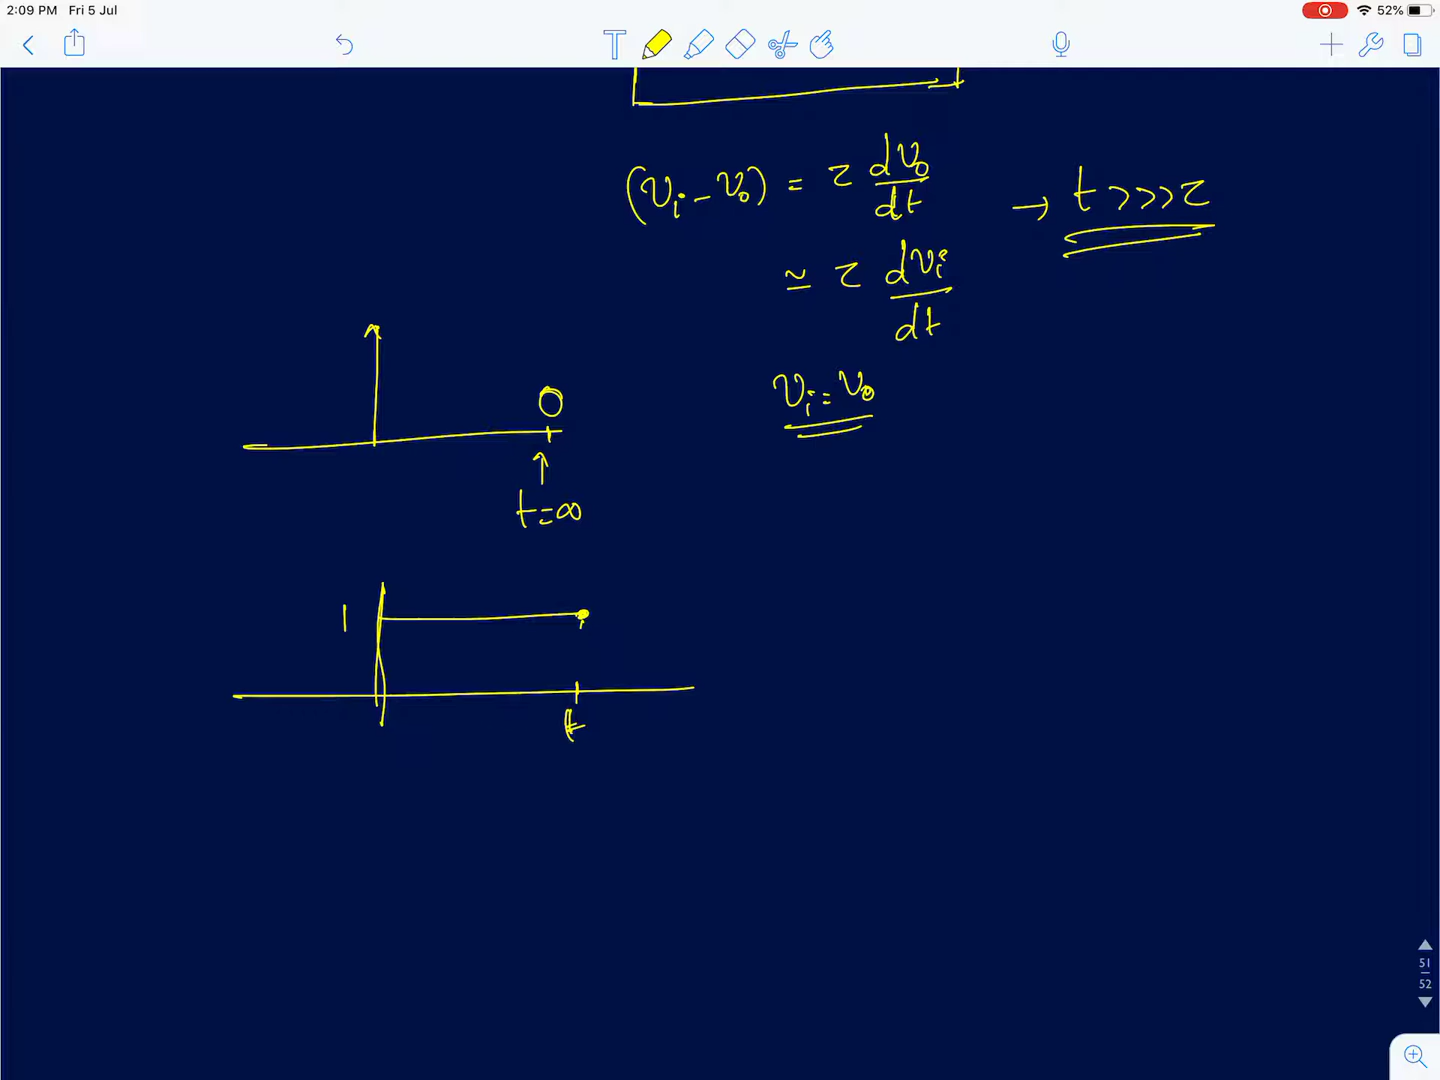 2:09 PM Fri 5 Jul
52%
T
(vᵢ - v₀) = τ dv₀/dt → t >>> τ
≃ τ dvᵢ/dt
vᵢ = v₀
0
t = ∞
1
t
51
52